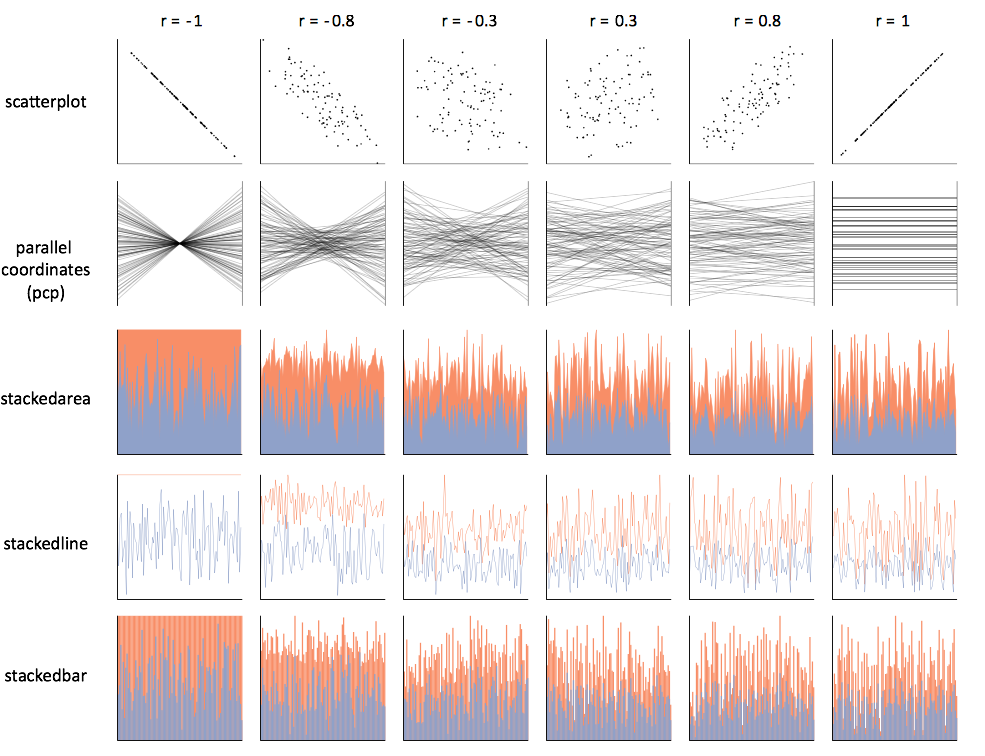 r = -1
r = -0.8
r = -0.3
r = 0.3
r = 0.8
r = 1
scatterplot
parallel
coordinates
(pcp)
stackedarea
stackedline
stackedbar